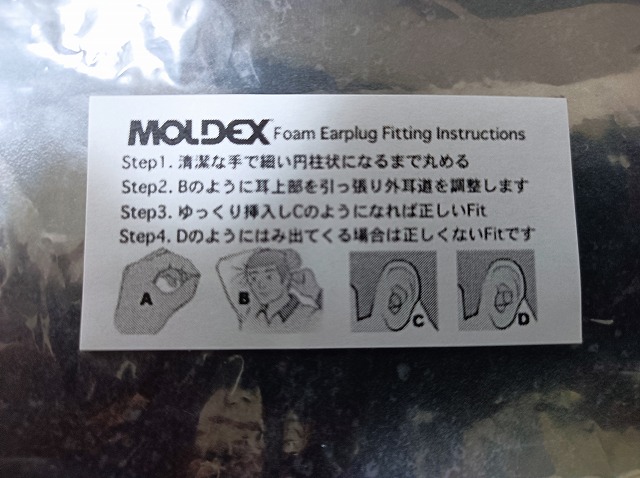 MOLDEX Foam Earplug Fitting Instructions
Step1. 清潔な手で細い円柱状になるまで丸める
Step2. Bのように耳上部を引っ張り外耳道を調整します
Step3. ゆっくり挿入しCのようになれば正しいFit
Step4. Dのようにはみ出てくる場合は正しくないFitです
A B C D